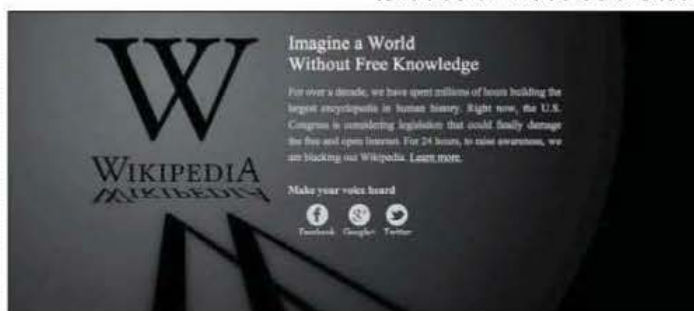 W
WIKIPEDIA
Imagine a World
Without Free Knowledge
For over a decade, we have spent millions of hours building the
largest encyclopedia in human history. Right now, the U.S.
Congress is considering legislation that could fatally damage
the free and open Internet. For 24 hours, to raise awareness, we
are blacking out Wikipedia. Learn more.
Make your voice heard
Facebook Google+ Twitter